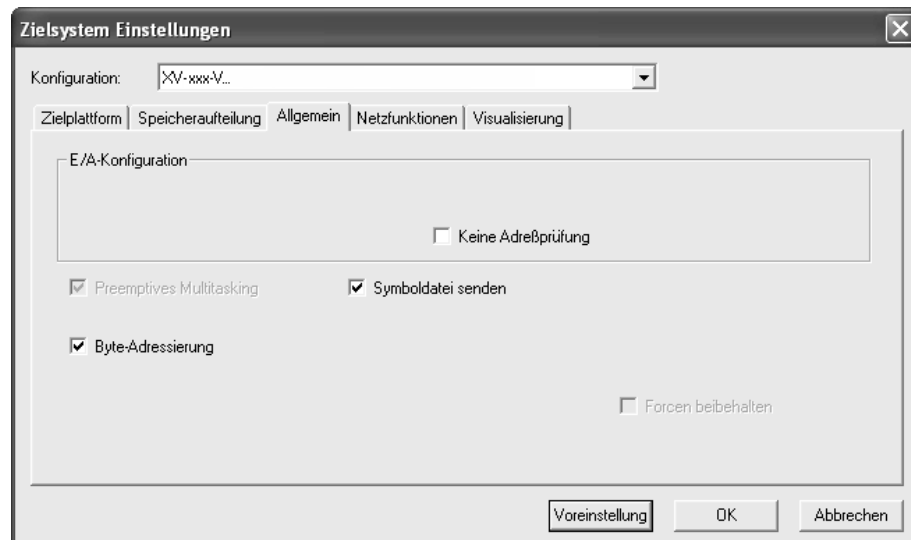 Zielsystem Einstellungen
Konfiguration: XV-xxx-V...
Zielplattform Speicheraufteilung Allgemein Netzfunktionen Visualisierung
E/A-Konfiguration
Keine Adreßprüfung
Preemptives Multitasking Symboldatei senden
Byte-Adressierung
Forcen beibehalten
Voreinstellung OK Abbrechen